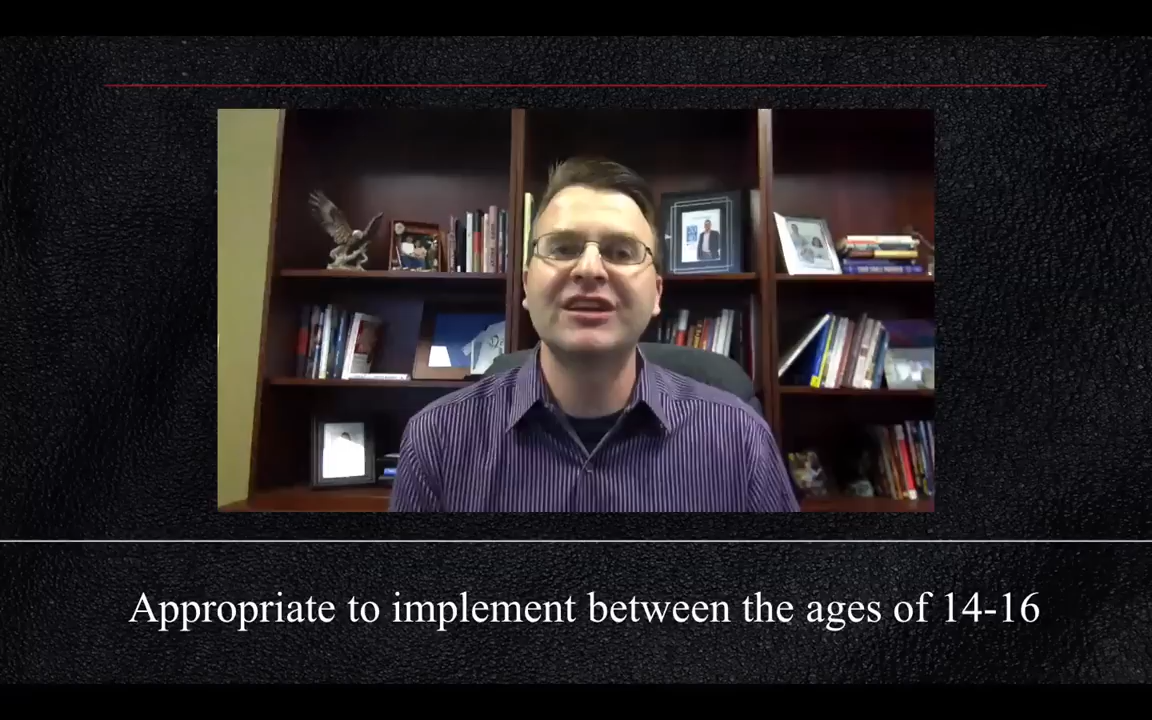 Appropriate to implement between the ages of 14-16